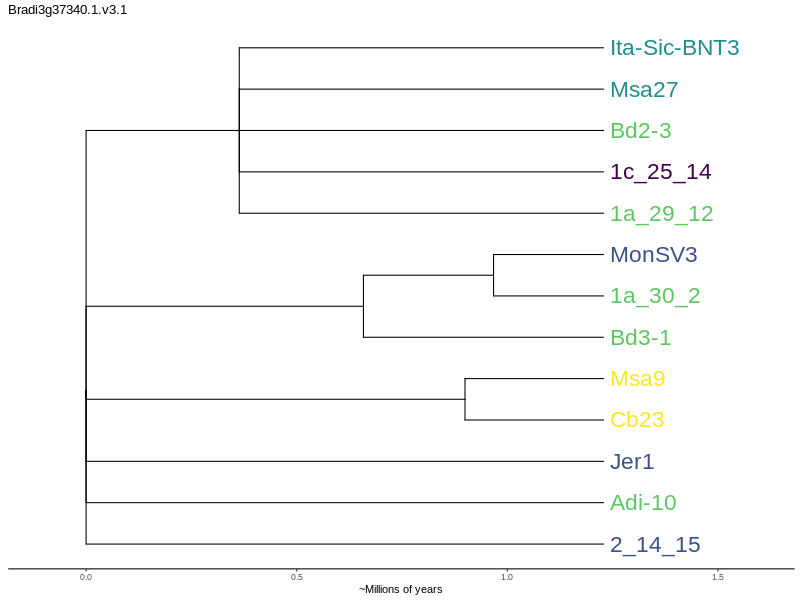 Bradi3g37340.1.v3.1
Ita-Sic-BNT3
Msa27
Bd2-3
1c_25_14
1a_29_12
MonSV3
1a_30_2
Bd3-1
Msa9
Cb23
Jer1
Adi-10
2_14_15
0.0 0.5 1.0 1.5
~Millions of years